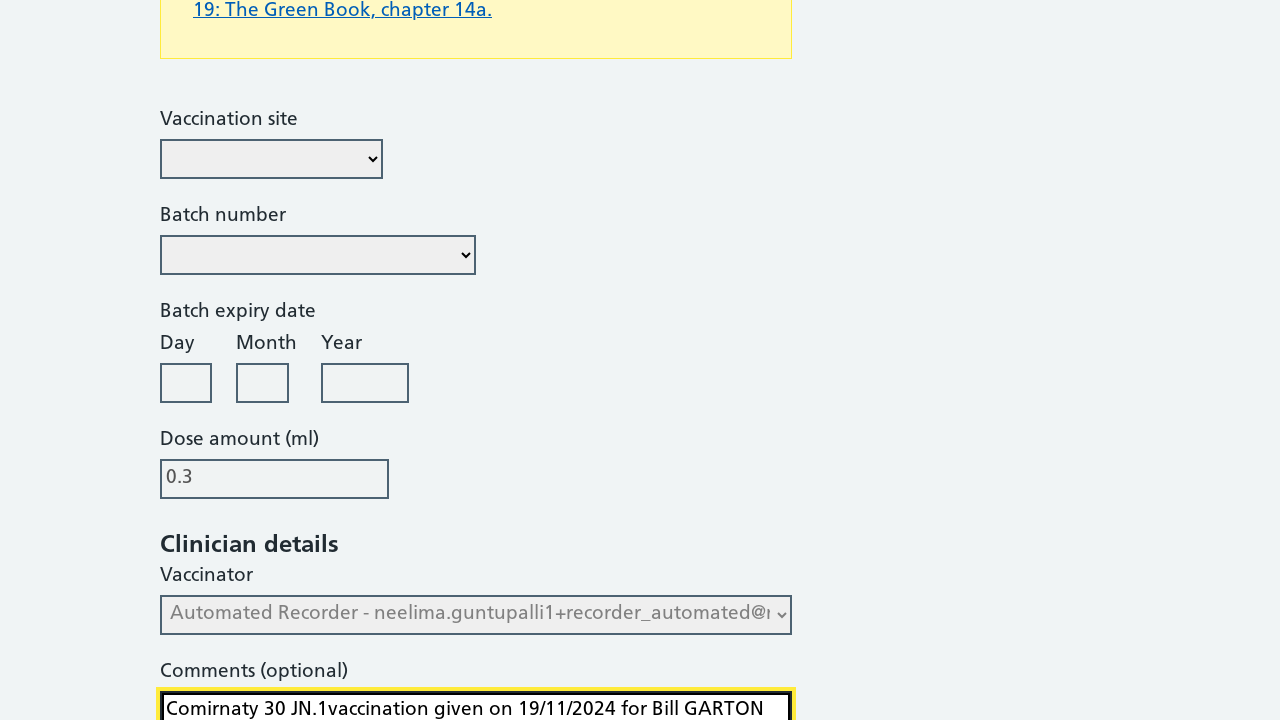 19: The Green Book, chapter 14a.
Vaccination site
Batch number
Batch expiry date
Day Month Year
Dose amount (ml)
0.3
Clinician details
Vaccinator
Automated Recorder - neelima.guntupalli1+recorder_automated@
Comments (optional)
Comirnaty 30 JN.1vaccination given on 19/11/2024 for Bill GARTON